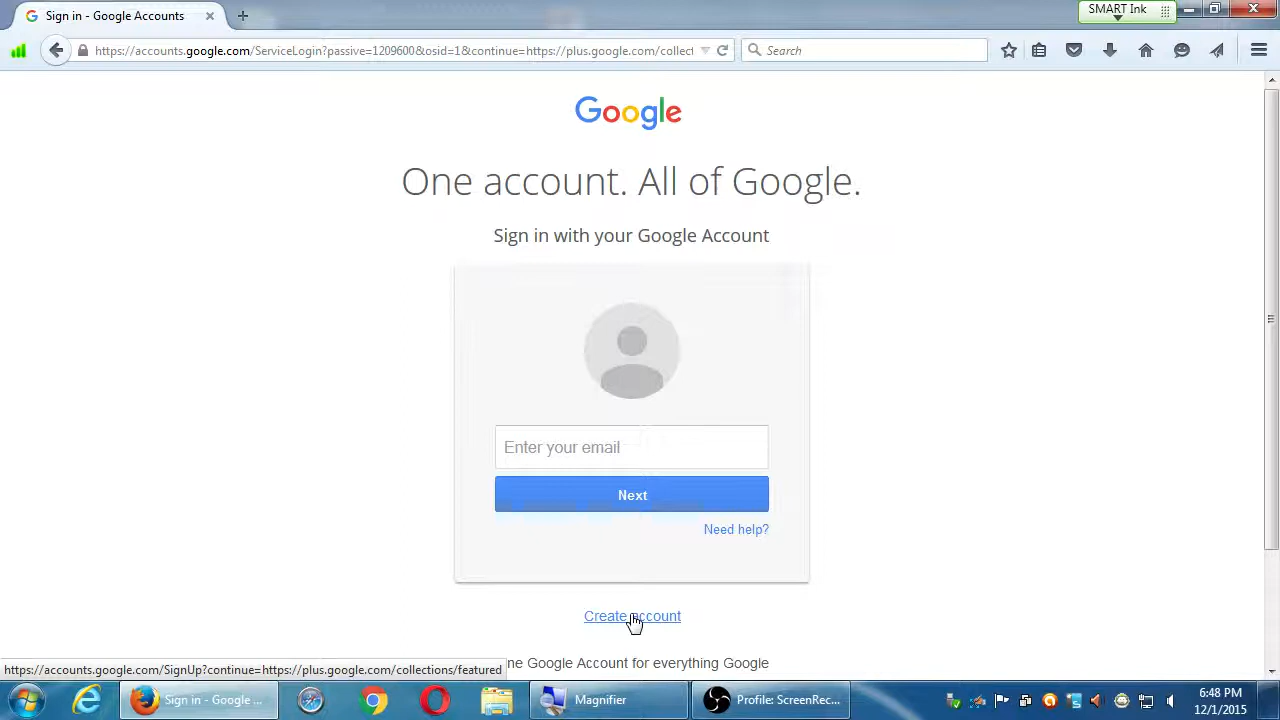 Sign in - Google Accounts
SMART Ink
https://accounts.google.com/ServiceLogin?passive=1209600&osid=1&continue=https://plus.google.com/collect
Search
Google
One account. All of Google.
Sign in with your Google Account
Enter your email
Next
Need help?
Create account
https://accounts.google.com/SignUp?continue=https://plus.google.com/collections/featured
ne Google Account for everything Google
Sign in - Google ...
Magnifier
Profile: ScreenRec...
6:48 PM
12/1/2015